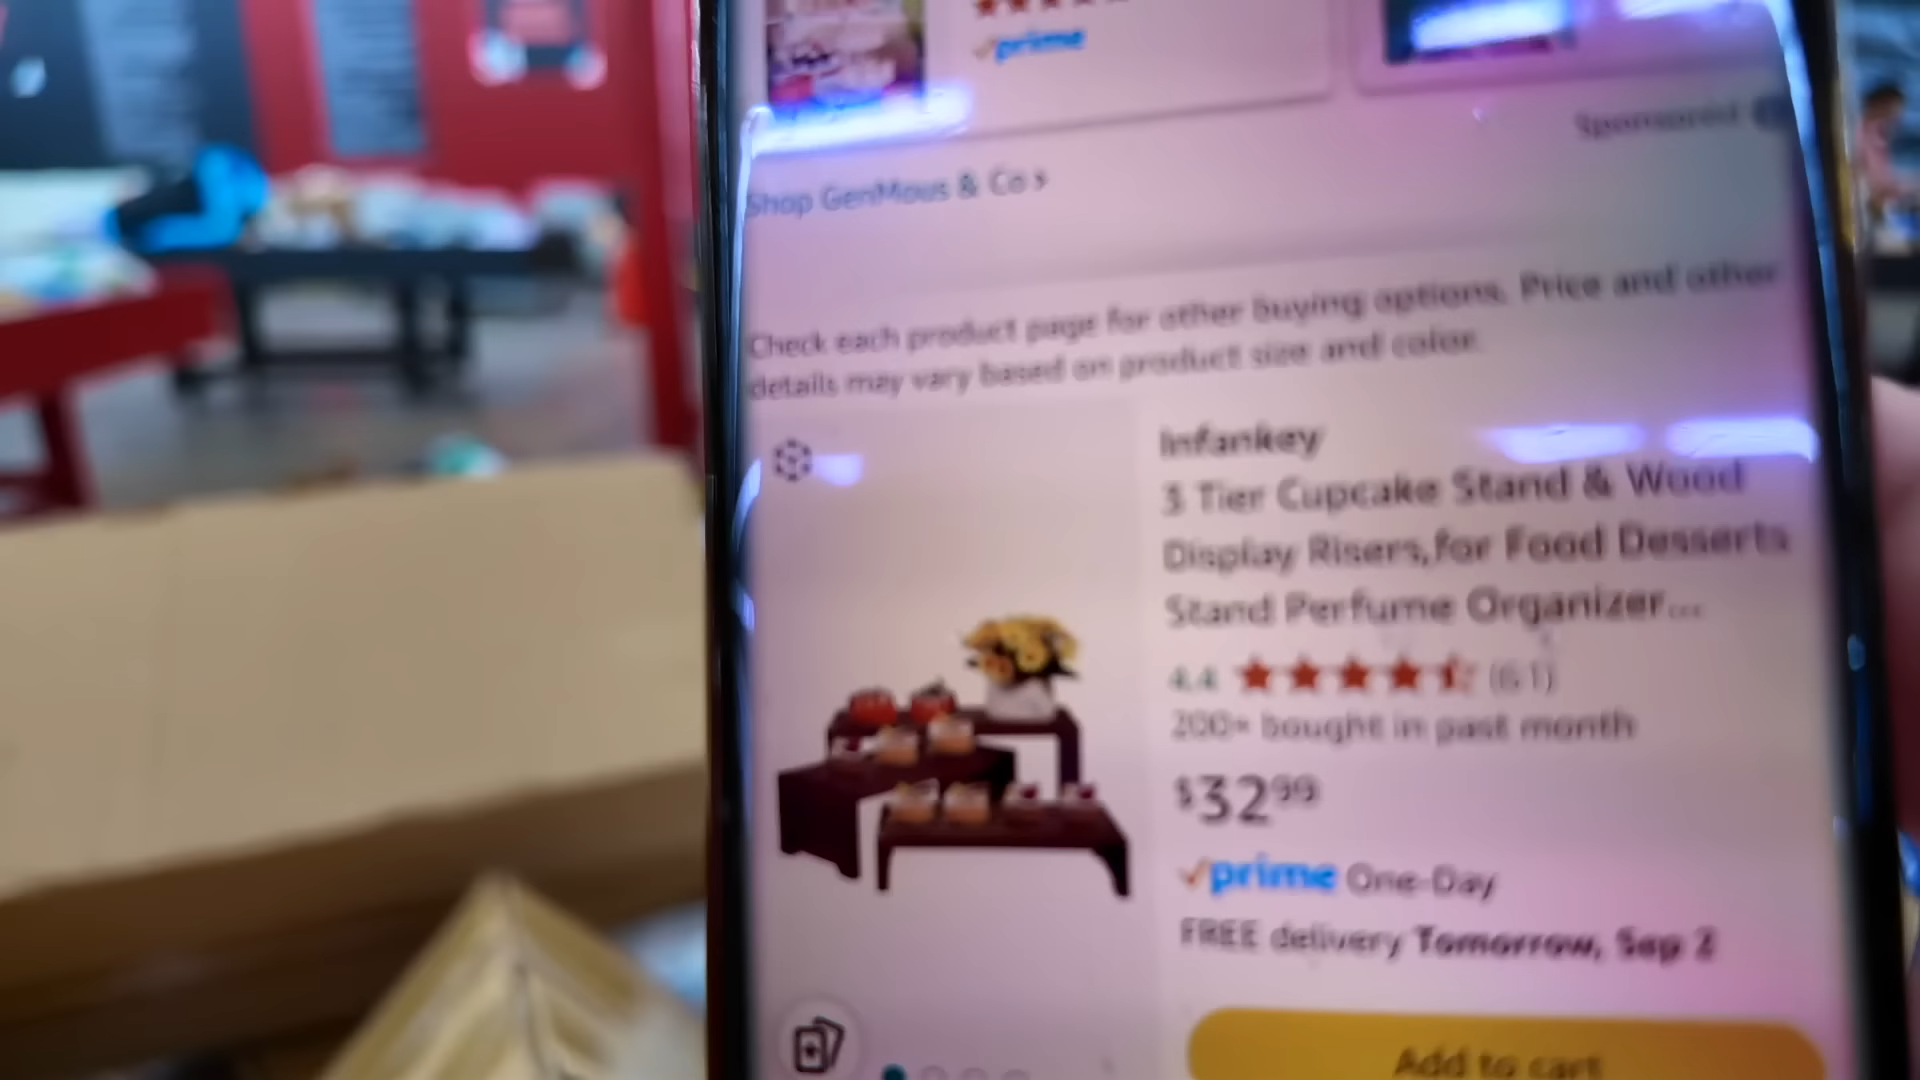 prime
Sponsored
Shop GenMous & Co ›
Check each product page for other buying options. Price and other
details may vary based on product size and color.
Infankey
3 Tier Cupcake Stand & Wood
Display Risers,for Food Desserts
Stand Perfume Organizer...
4.4 (61)
200+ bought in past month
$32⁹⁹
prime One-Day
FREE delivery Tomorrow, Sep 2
Add to cart